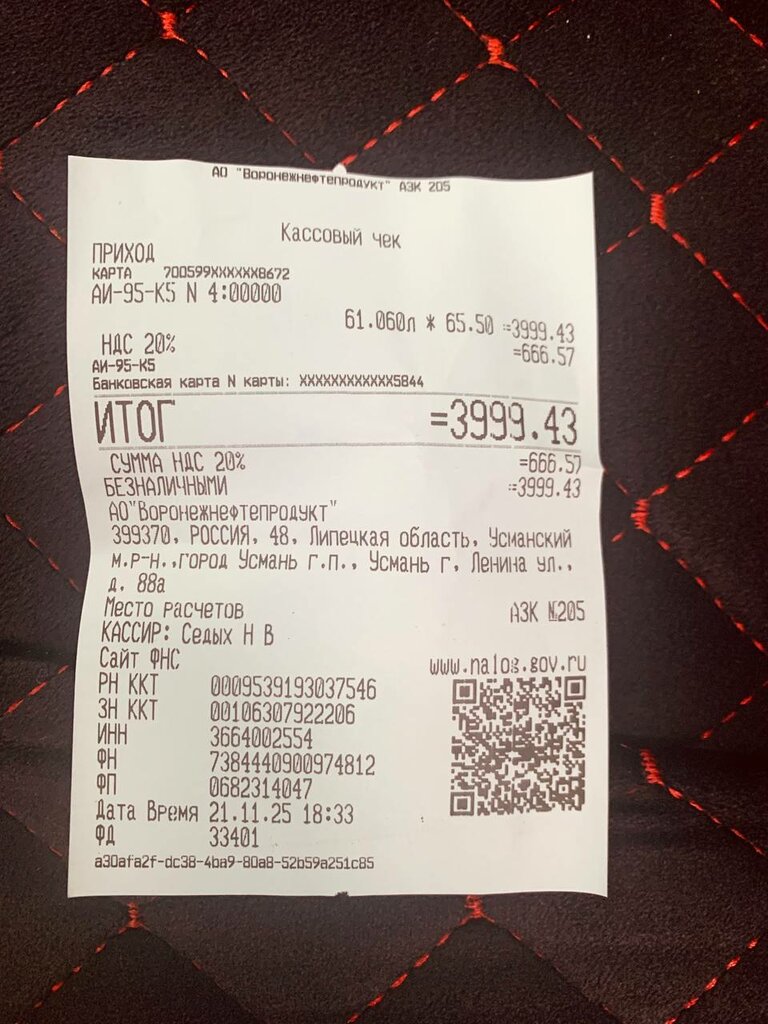 АО "Воронежнефтепродукт" АЗК 205
Кассовый чек
ПРИХОД
КАРТА 700599XXXXXX8672
АИ-95-К5 N 4:00000
61.060л * 65.50 =3999.43
НДС 20% =666.57
АИ-95-К5
Банковская карта N карты: XXXXXXXXXXXX5844
ИТОГ =3999.43
СУММА НДС 20% =666.57
БЕЗНАЛИЧНЫМИ =3999.43
АО"Воронежнефтепродукт"
399370, РОССИЯ, 48, Липецкая область, Усманский
м.р-н.,город Усмань г.п., Усмань г, Ленина ул.,
д. 88а
Место расчетов АЗК №205
КАССИР: Седых Н В
Сайт ФНС www.nalog.gov.ru
РН ККТ 0009539193037546
ЗН ККТ 00106307922206
ИНН 3664002554
ФН 7384440900974812
ФП 0682314047
Дата Время 21.11.25 18:33
ФД 33401
a30afa2f-dc38-4ba9-80a8-52b59a251c85